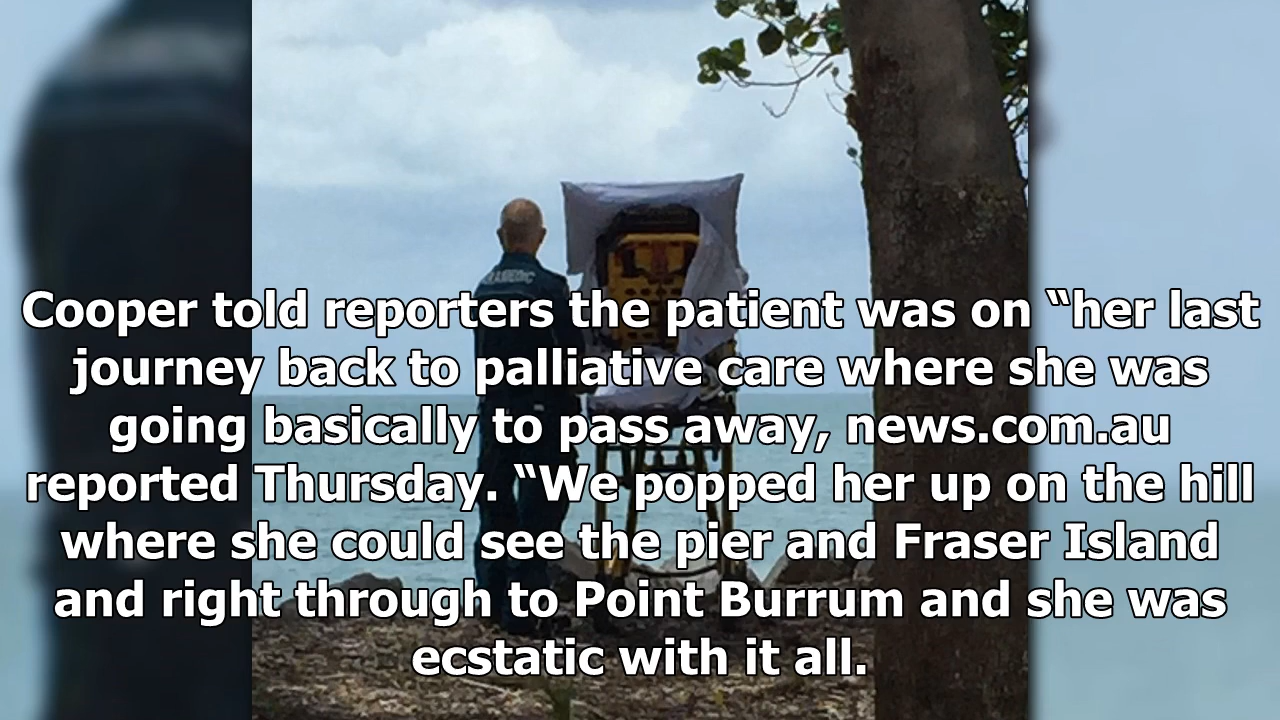 PARAMEDIC
Cooper told reporters the patient was on “her last
journey back to palliative care where she was
going basically to pass away, news.com.au
reported Thursday. “We popped her up on the hill
where she could see the pier and Fraser Island
and right through to Point Burrum and she was
ecstatic with it all.